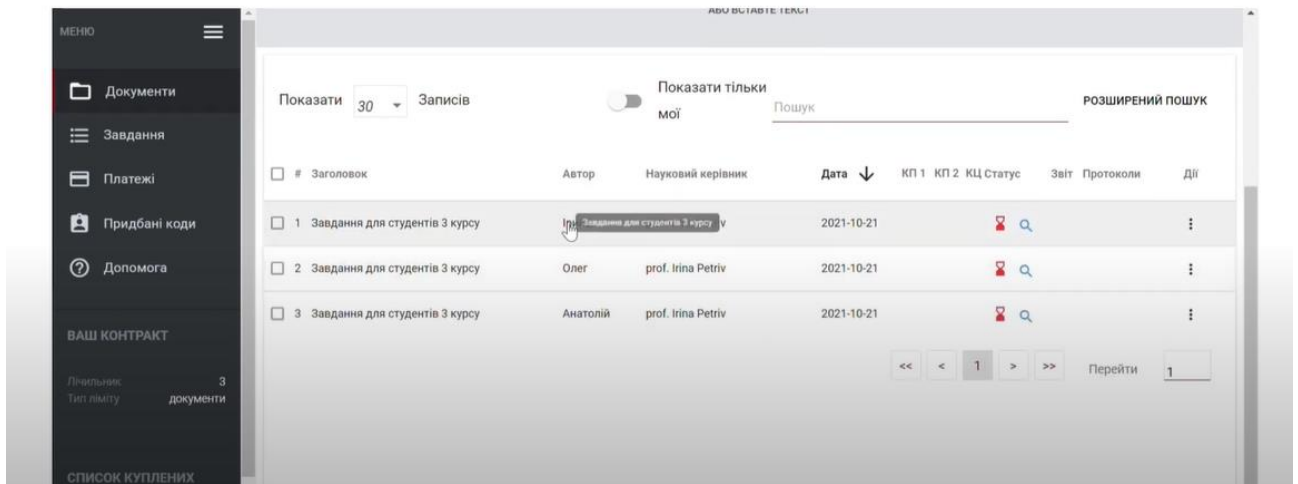 АБО ВСТАВТЕ ТЕКСТ
МЕНЮ
Документи
Завдання
Платежі
Придбані коди
Допомога
ВАШ КОНТРАКТ
Лічильник 3
Тип ліміту документи
СПИСОК КУПЛЕНИХ
Показати 30 Записів
Показати тільки
мої
Пошук
РОЗШИРЕНИЙ ПОШУК
# Заголовок Автор Науковий керівник Дата КП 1 КП 2 КЦ Статус Звіт Протоколи Дії
1 Завдання для студентів 3 курсу Завдання для студентів 3 курсу v 2021-10-21
2 Завдання для студентів 3 курсу Олег prof. Irina Petriv 2021-10-21
3 Завдання для студентів 3 курсу Анатолій prof. Irina Petriv 2021-10-21
<< < 1 > >> Перейти 1